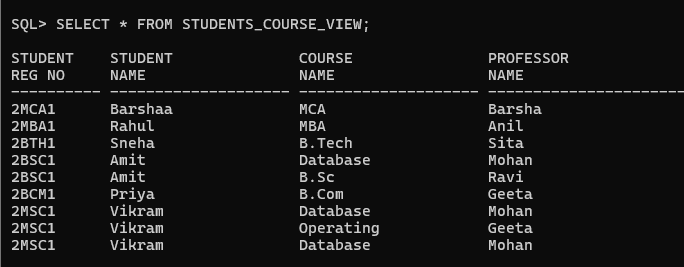 SQL> SELECT * FROM STUDENTS_COURSE_VIEW;
STUDENT    STUDENT              COURSE               PROFESSOR
REG NO     NAME                 NAME                 NAME
---------- -------------------- -------------------- ----------------------
2MCA1      Barshaa              MCA                  Barsha
2MBA1      Rahul                MBA                  Anil
2BTH1      Sneha                B.Tech               Sita
2BSC1      Amit                 Database             Mohan
2BSC1      Amit                 B.Sc                 Ravi
2BCM1      Priya                B.Com                Geeta
2MSC1      Vikram               Database             Mohan
2MSC1      Vikram               Operating            Geeta
2MSC1      Vikram               Database             Mohan